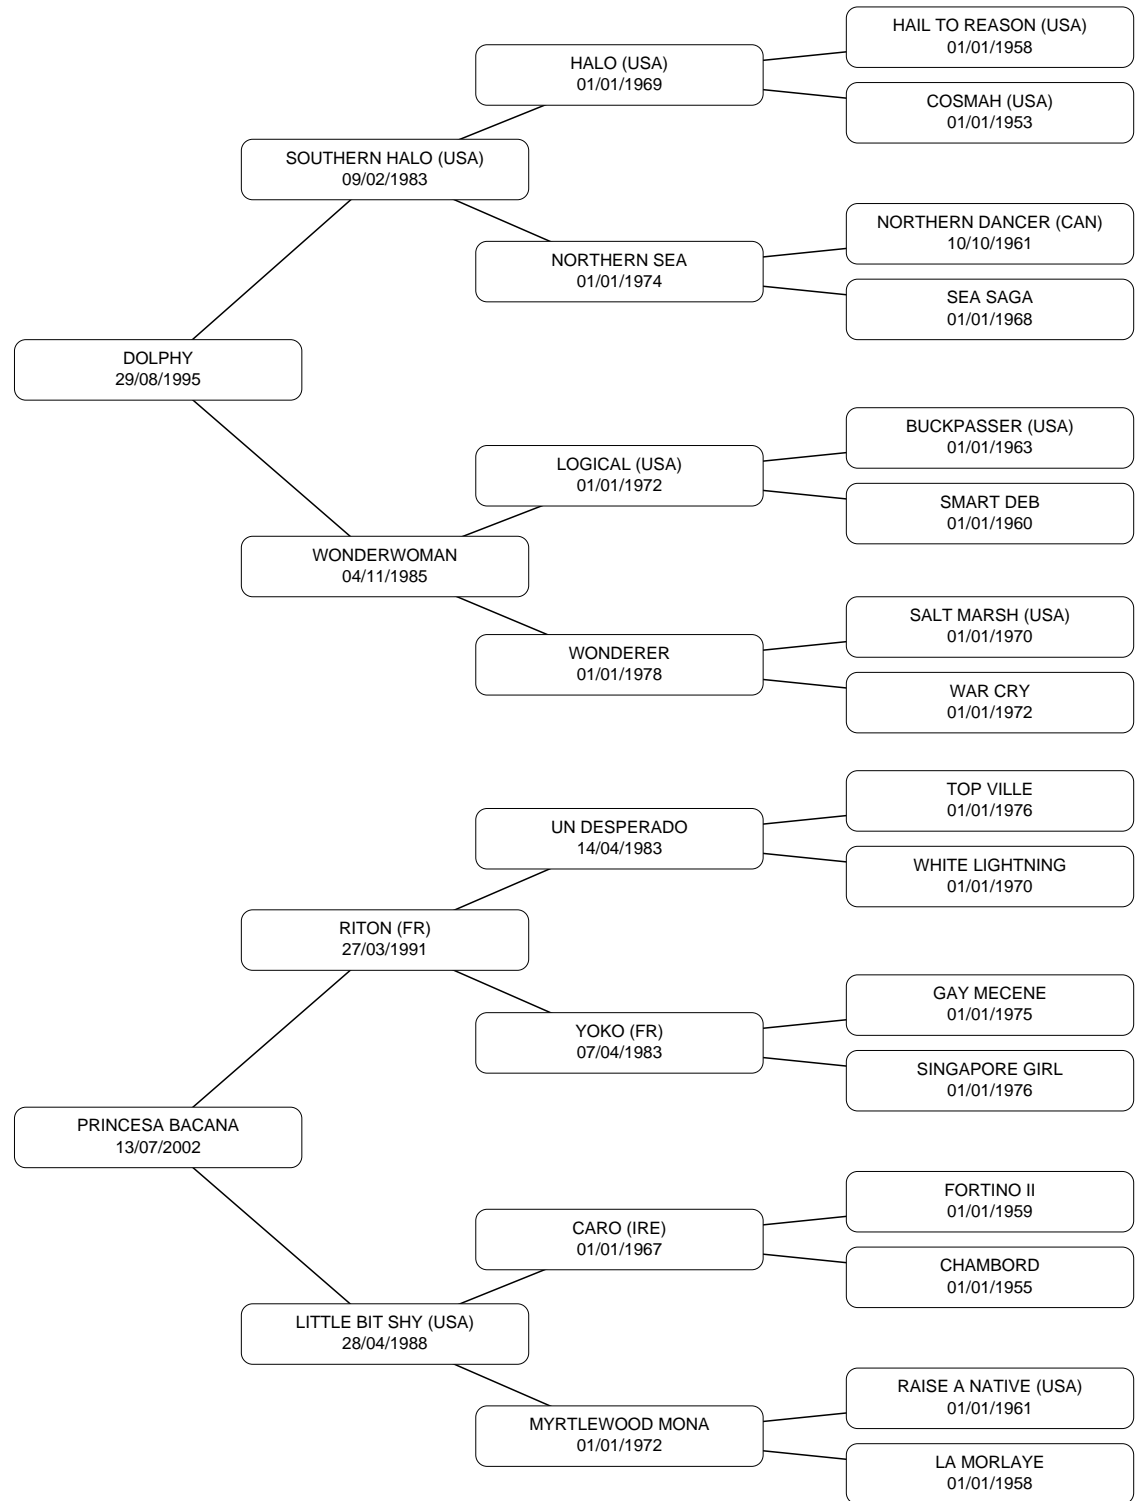 HAIL TO REASON (USA)
01/01/1958
HALO (USA)
01/01/1969
COSMAH (USA)
01/01/1953
SOUTHERN HALO (USA)
09/02/1983
NORTHERN DANCER (CAN)
10/10/1961
NORTHERN SEA
01/01/1974
SEA SAGA
01/01/1968
DOLPHY
29/08/1995
BUCKPASSER (USA)
01/01/1963
LOGICAL (USA)
01/01/1972
SMART DEB
01/01/1960
WONDERWOMAN
04/11/1985
SALT MARSH (USA)
01/01/1970
WONDERER
01/01/1978
WAR CRY
01/01/1972
TOP VILLE
01/01/1976
UN DESPERADO
14/04/1983
WHITE LIGHTNING
01/01/1970
RITON (FR)
27/03/1991
GAY MECENE
01/01/1975
YOKO (FR)
07/04/1983
SINGAPORE GIRL
01/01/1976
PRINCESA BACANA
13/07/2002
FORTINO II
01/01/1959
CARO (IRE)
01/01/1967
CHAMBORD
01/01/1955
LITTLE BIT SHY (USA)
28/04/1988
RAISE A NATIVE (USA)
01/01/1961
MYRTLEWOOD MONA
01/01/1972
LA MORLAYE
01/01/1958